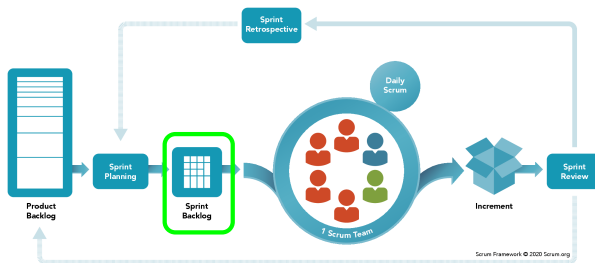 Sprint
Retrospective
Daily
Scrum
Sprint
Planning
Sprint
Review
Product
Backlog
Sprint
Backlog
1 Scrum Team
Increment
Scrum Framework © 2020 Scrum.org